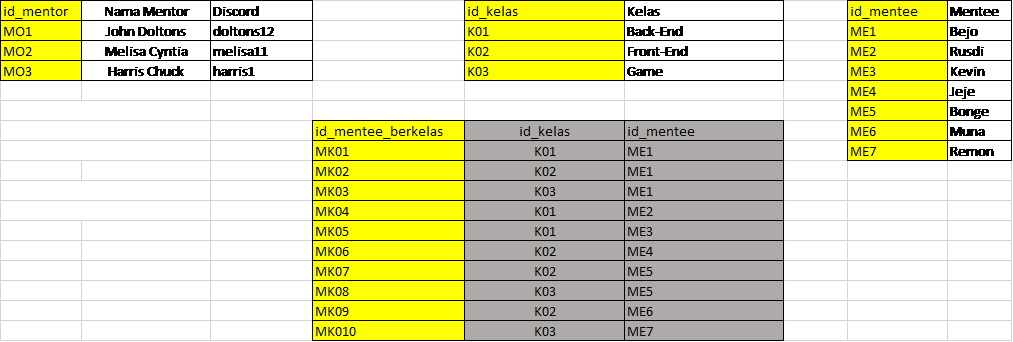 id_mentor Nama Mentor Discord
MO1 John Doltons doltons12
MO2 Melisa Cyntia melisa11
MO3 Harris Chuck harris1
id_kelas Kelas
K01 Back-End
K02 Front-End
K03 Game
id_mentee Mentee
ME1 Bejo
ME2 Rusdi
ME3 Kevin
ME4 Jeje
ME5 Bonge
ME6 Muna
ME7 Remon
id_mentee_berkelas id_kelas id_mentee
MK01 K01 ME1
MK02 K02 ME1
MK03 K03 ME1
MK04 K01 ME2
MK05 K01 ME3
MK06 K02 ME4
MK07 K02 ME5
MK08 K03 ME5
MK09 K02 ME6
MK010 K03 ME7